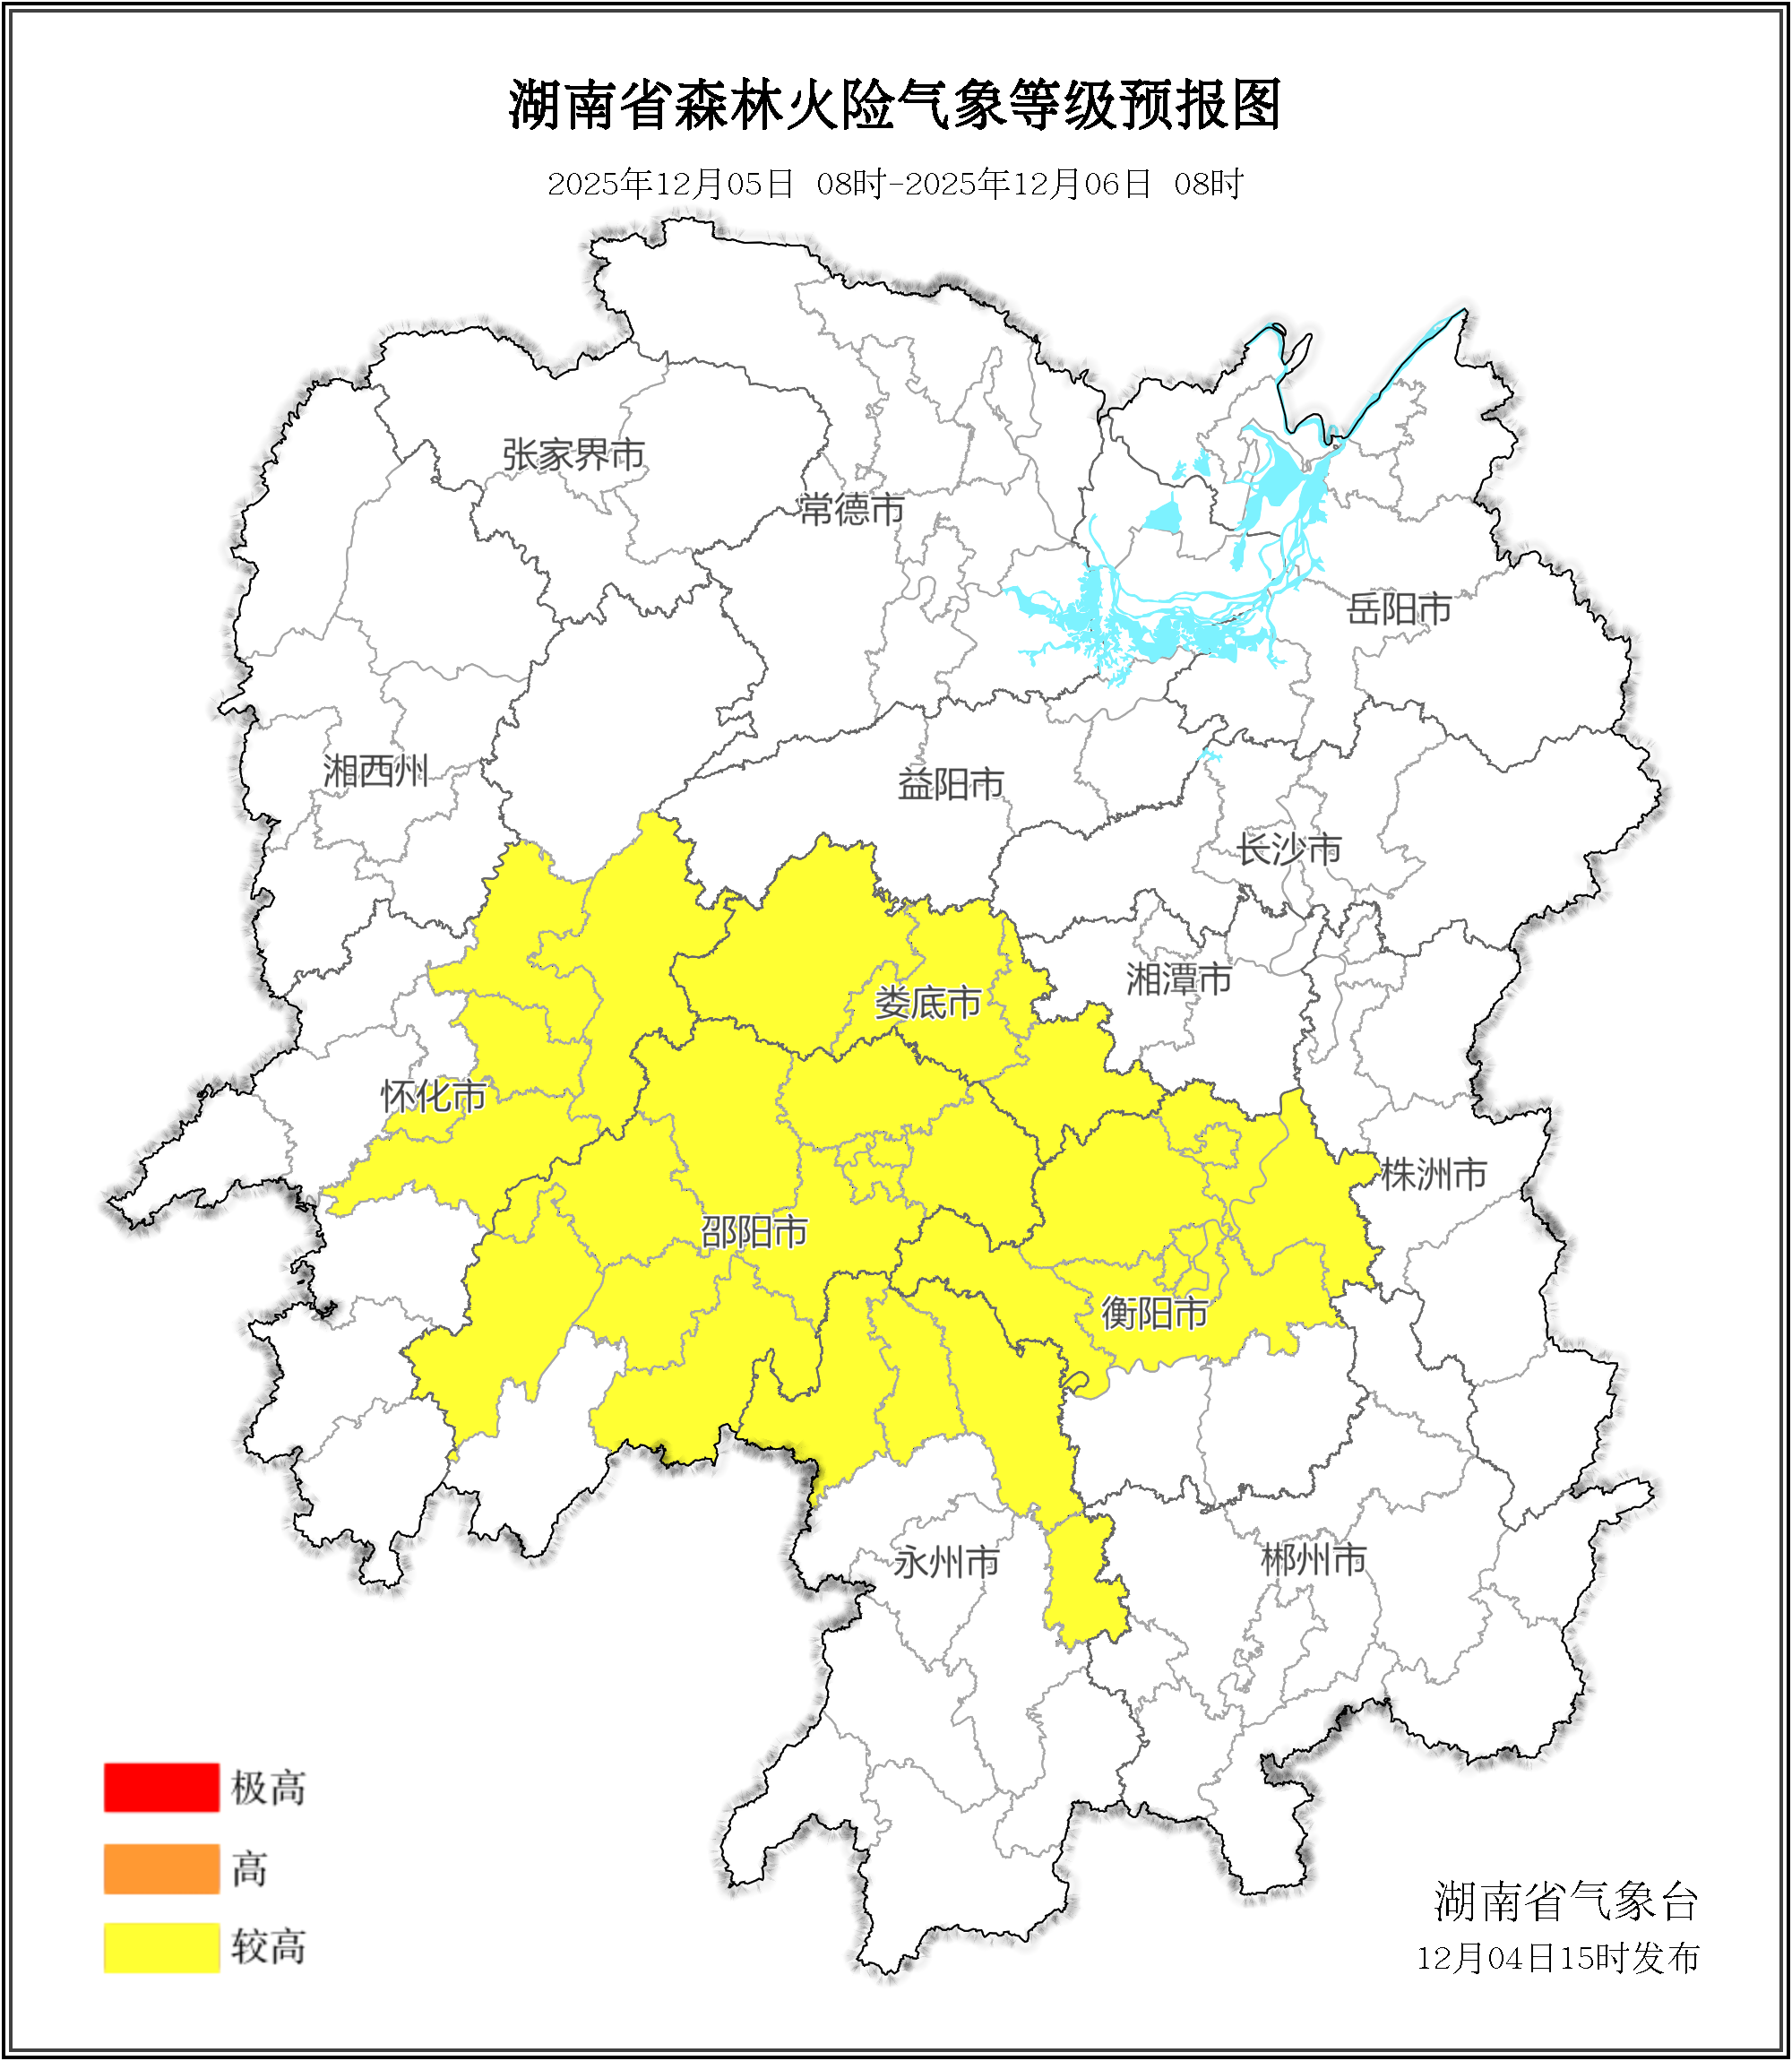 湖南省森林火险气象等级预报图
2025年12月05日 08时-2025年12月06日 08时
张家界市
常德市
岳阳市
湘西州
益阳市
长沙市
湘潭市
娄底市
怀化市
株洲市
邵阳市
衡阳市
永州市
郴州市
极高
高
较高
湖南省气象台
12月04日15时发布